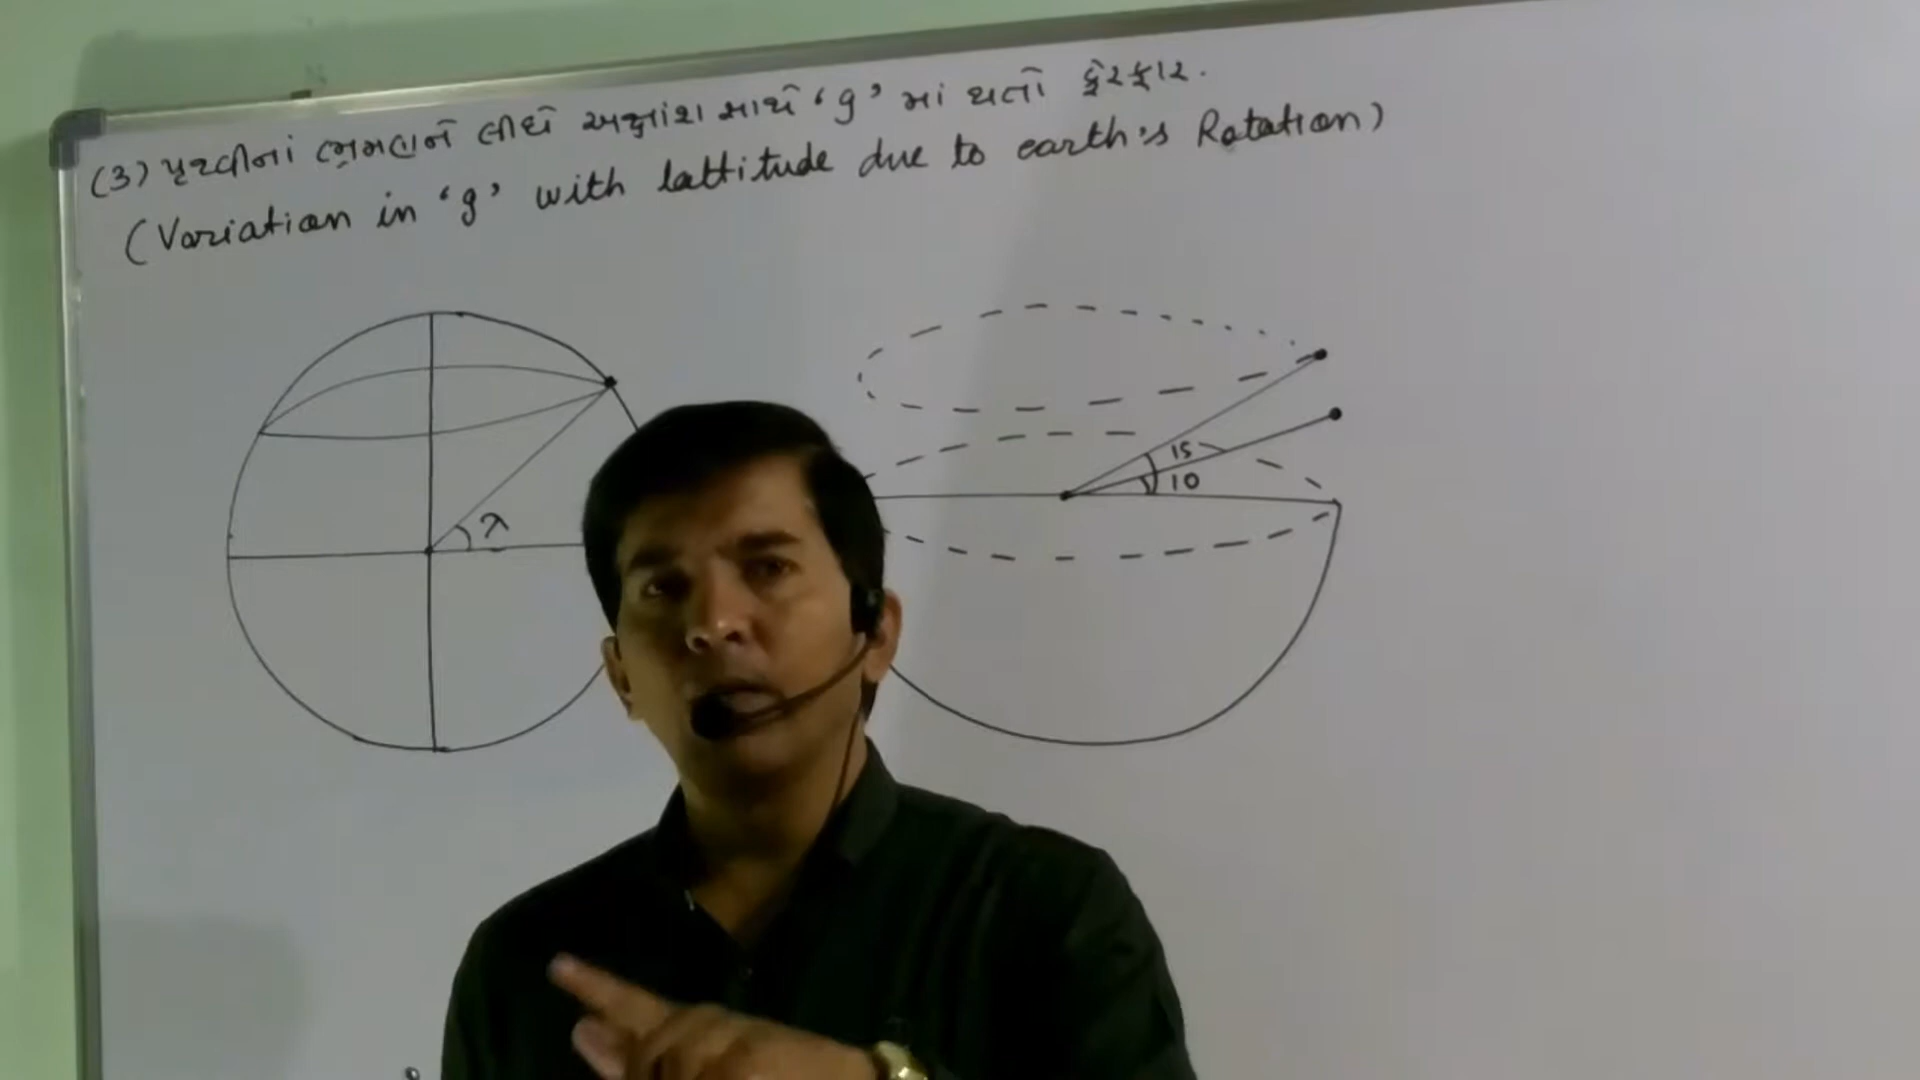 (3) પૃથ્વીનાં ભ્રમણને લીધે અક્ષાંશ સાથે ‘g’ માં થતો ફેરફાર.
(Variation in ‘g’ with lattitude due to earth's Rotation)
λ
15
10